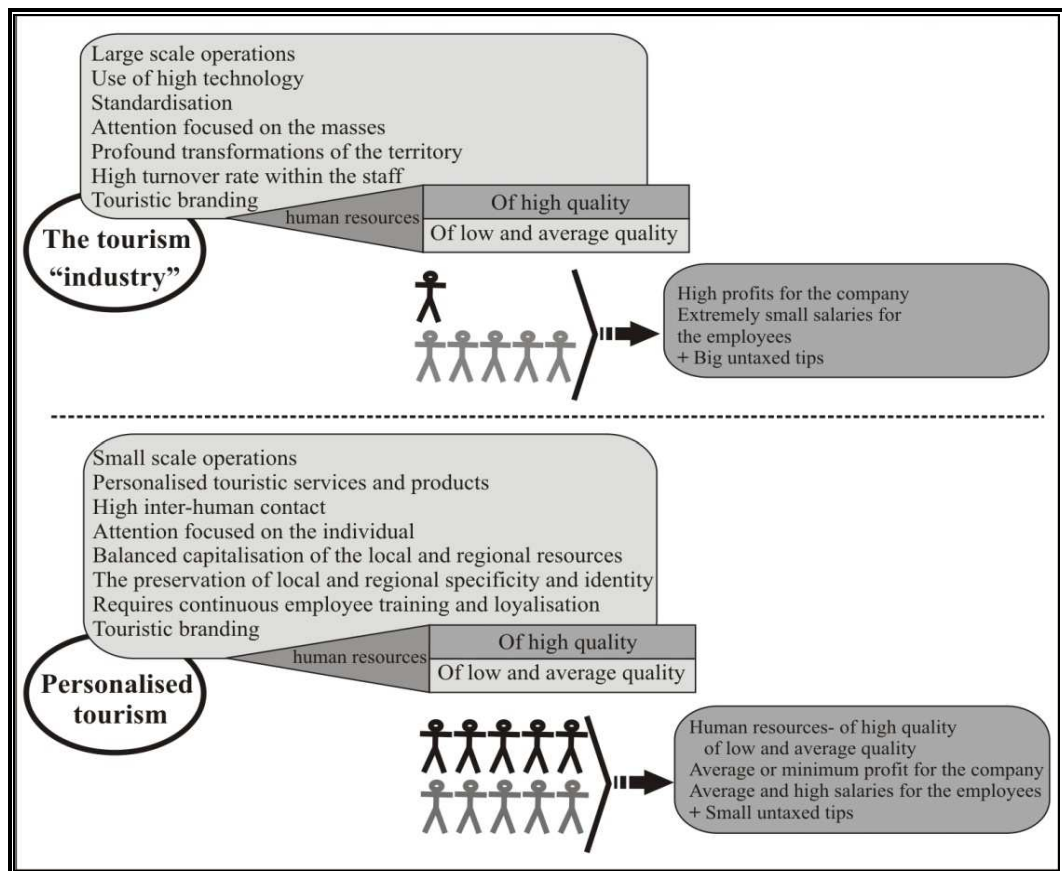 Large scale operations
Use of high technology
Standardisation
Attention focused on the masses
Profound transformations of the territory
High turnover rate within the staff
Touristic branding
human resources
Of high quality
Of low and average quality
The tourism
“industry”
High profits for the company
Extremely small salaries for
the employees
+ Big untaxed tips
Small scale operations
Personalised touristic services and products
High inter-human contact
Attention focused on the individual
Balanced capitalisation of the local and regional resources
The preservation of local and regional specificity and identity
Requires continuous employee training and loyalisation
Touristic branding
human resources
Of high quality
Of low and average quality
Personalised
tourism
Human resources- of high quality
of low and average quality
Average or minimum profit for the company
Average and high salaries for the employees
+ Small untaxed tips